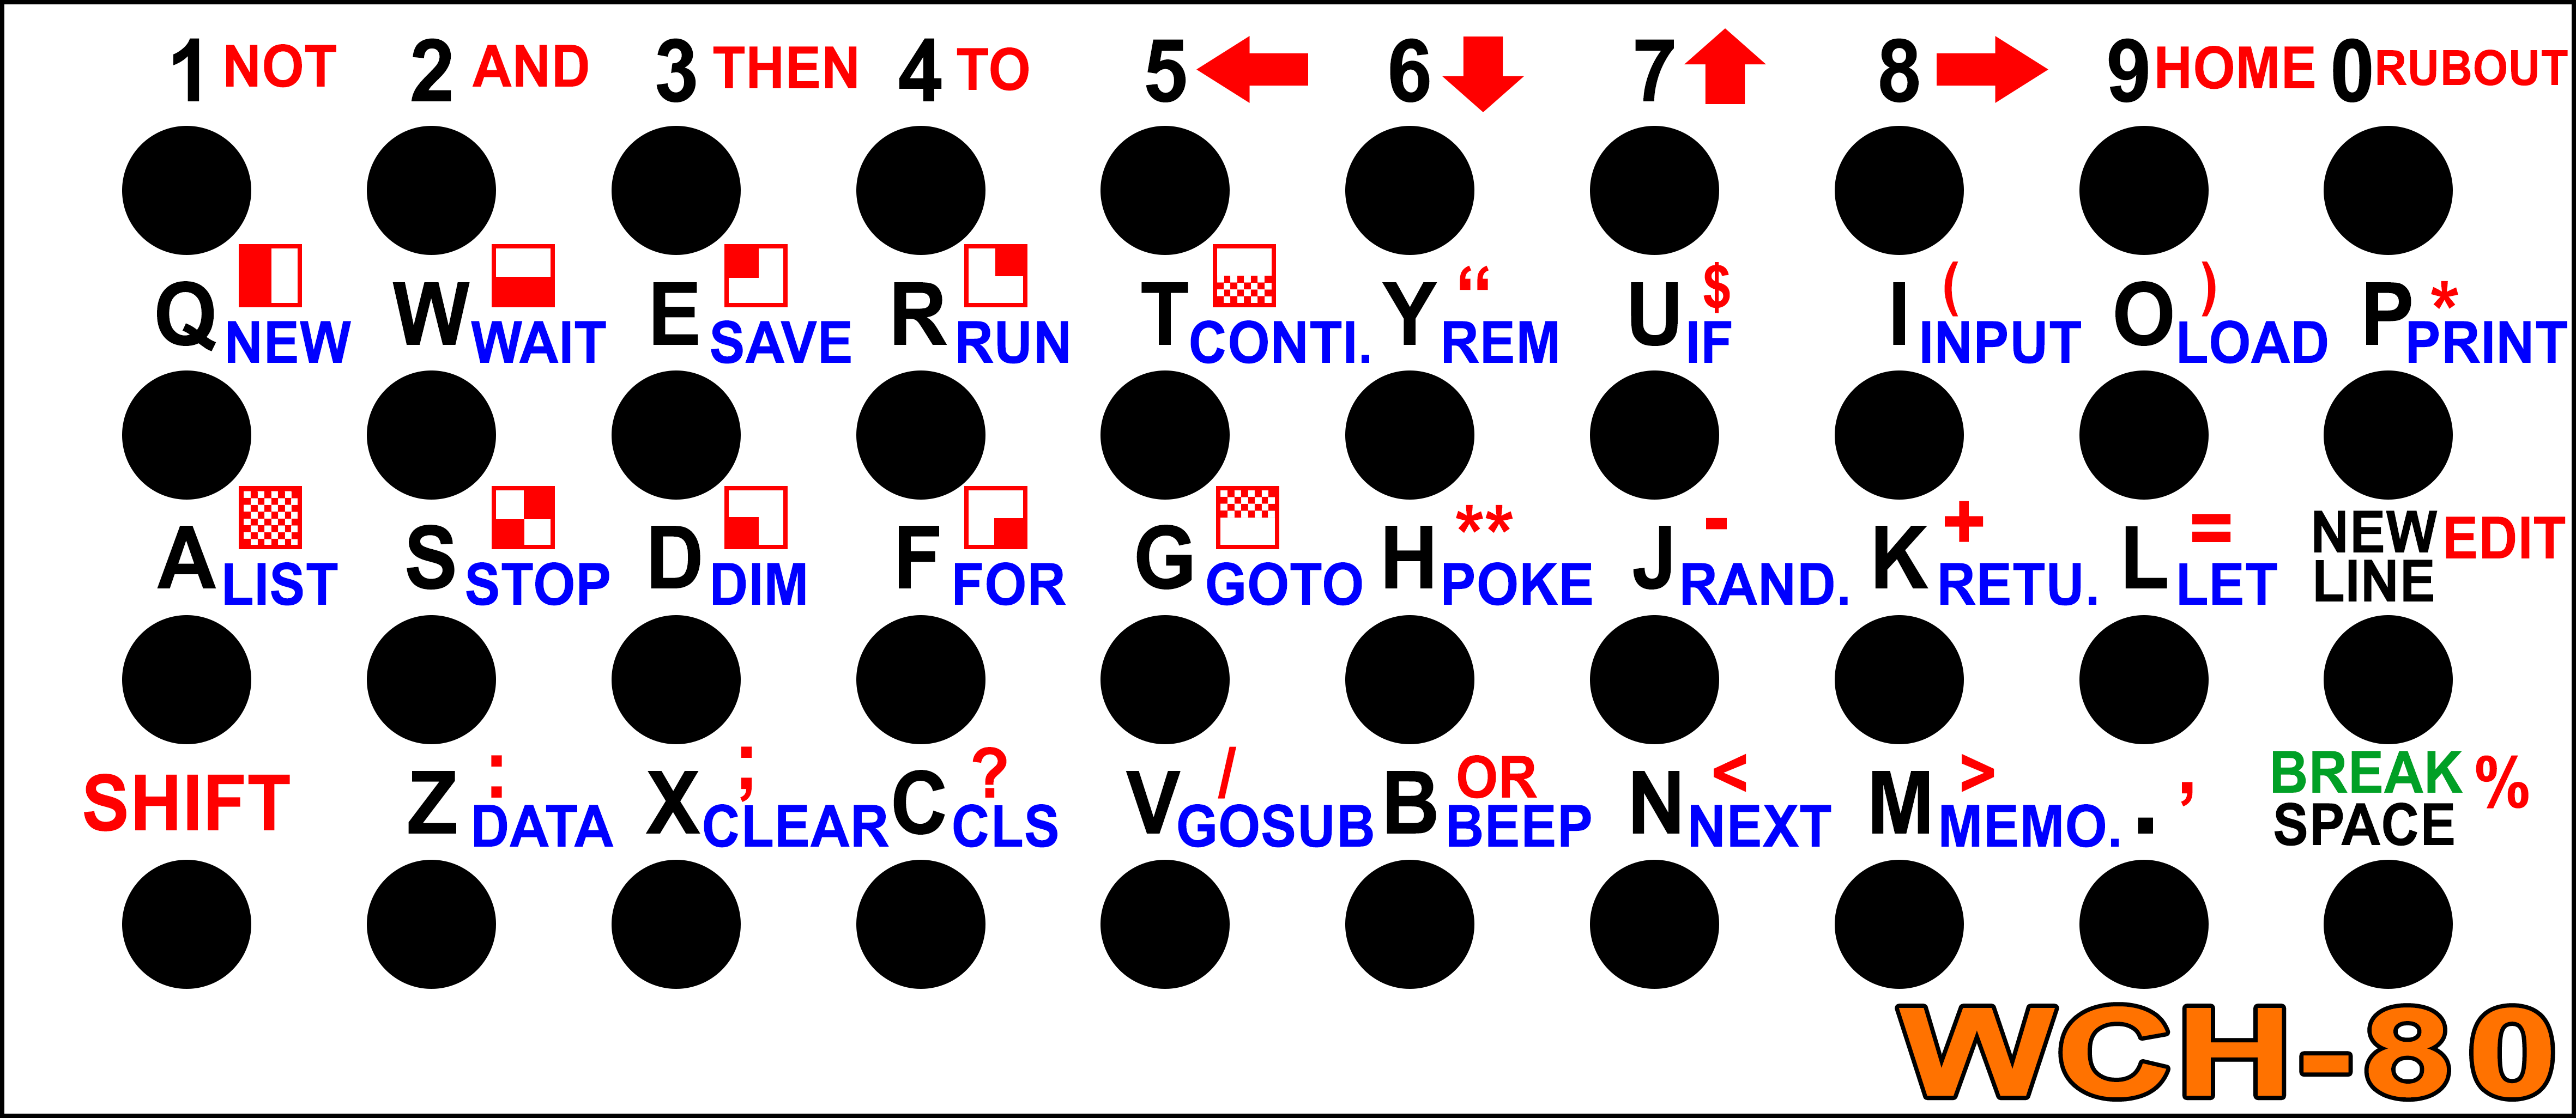 1 NOT 2 AND 3 THEN 4 TO 5 6 7 8 9 HOME 0 RUBOUT
“ $ ( ) *
Q NEW W WAIT E SAVE R RUN T CONTI. Y REM U IF I INPUT O LOAD P PRINT
** - + = NEW EDIT
A LIST S STOP D DIM F FOR G GOTO H POKE J RAND. K RETU. L LET LINE
: ; ? / OR < > , BREAK %
SHIFT Z DATA X CLEAR C CLS V GOSUB B BEEP N NEXT M MEMO. . SPACE
WCH-80